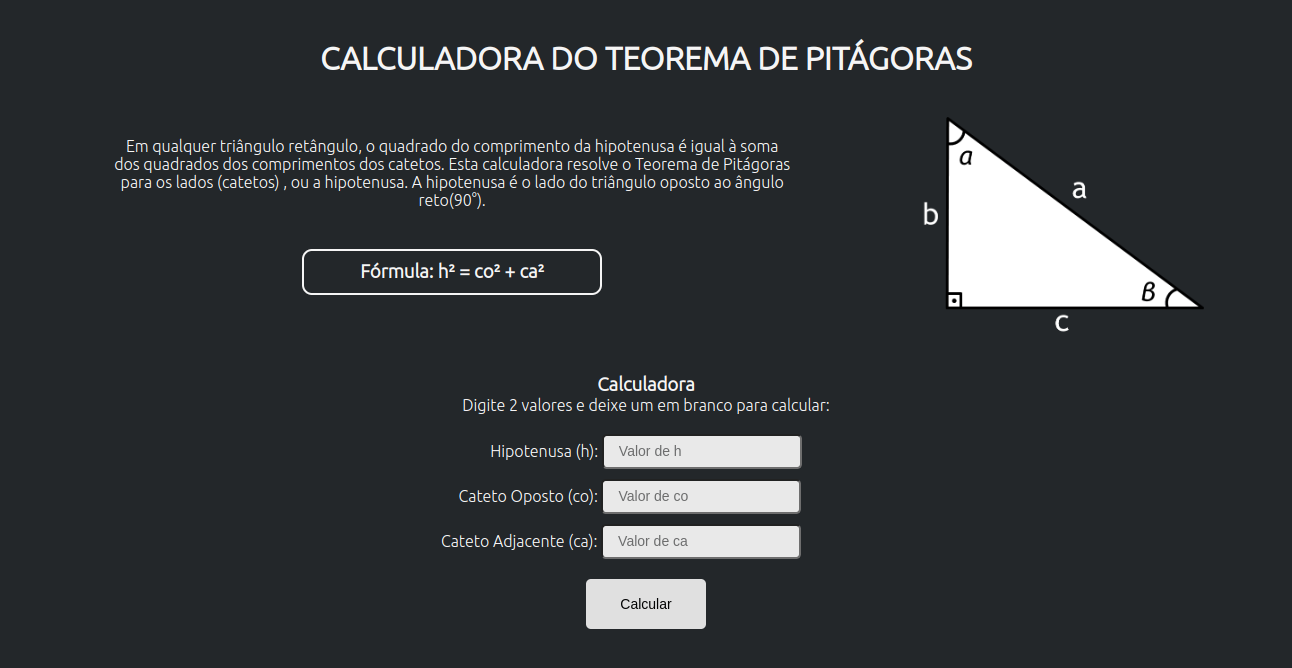 CALCULADORA DO TEOREMA DE PITÁGORAS
Em qualquer triângulo retângulo, o quadrado do comprimento da hipotenusa é igual à soma
dos quadrados dos comprimentos dos catetos. Esta calculadora resolve o Teorema de Pitágoras
para os lados (catetos) , ou a hipotenusa. A hipotenusa é o lado do triângulo oposto ao ângulo
reto(90°).
Fórmula: h² = co² + ca²
α
a
b
β
c
Calculadora
Digite 2 valores e deixe um em branco para calcular:
Hipotenusa (h): Valor de h
Cateto Oposto (co): Valor de co
Cateto Adjacente (ca): Valor de ca
Calcular